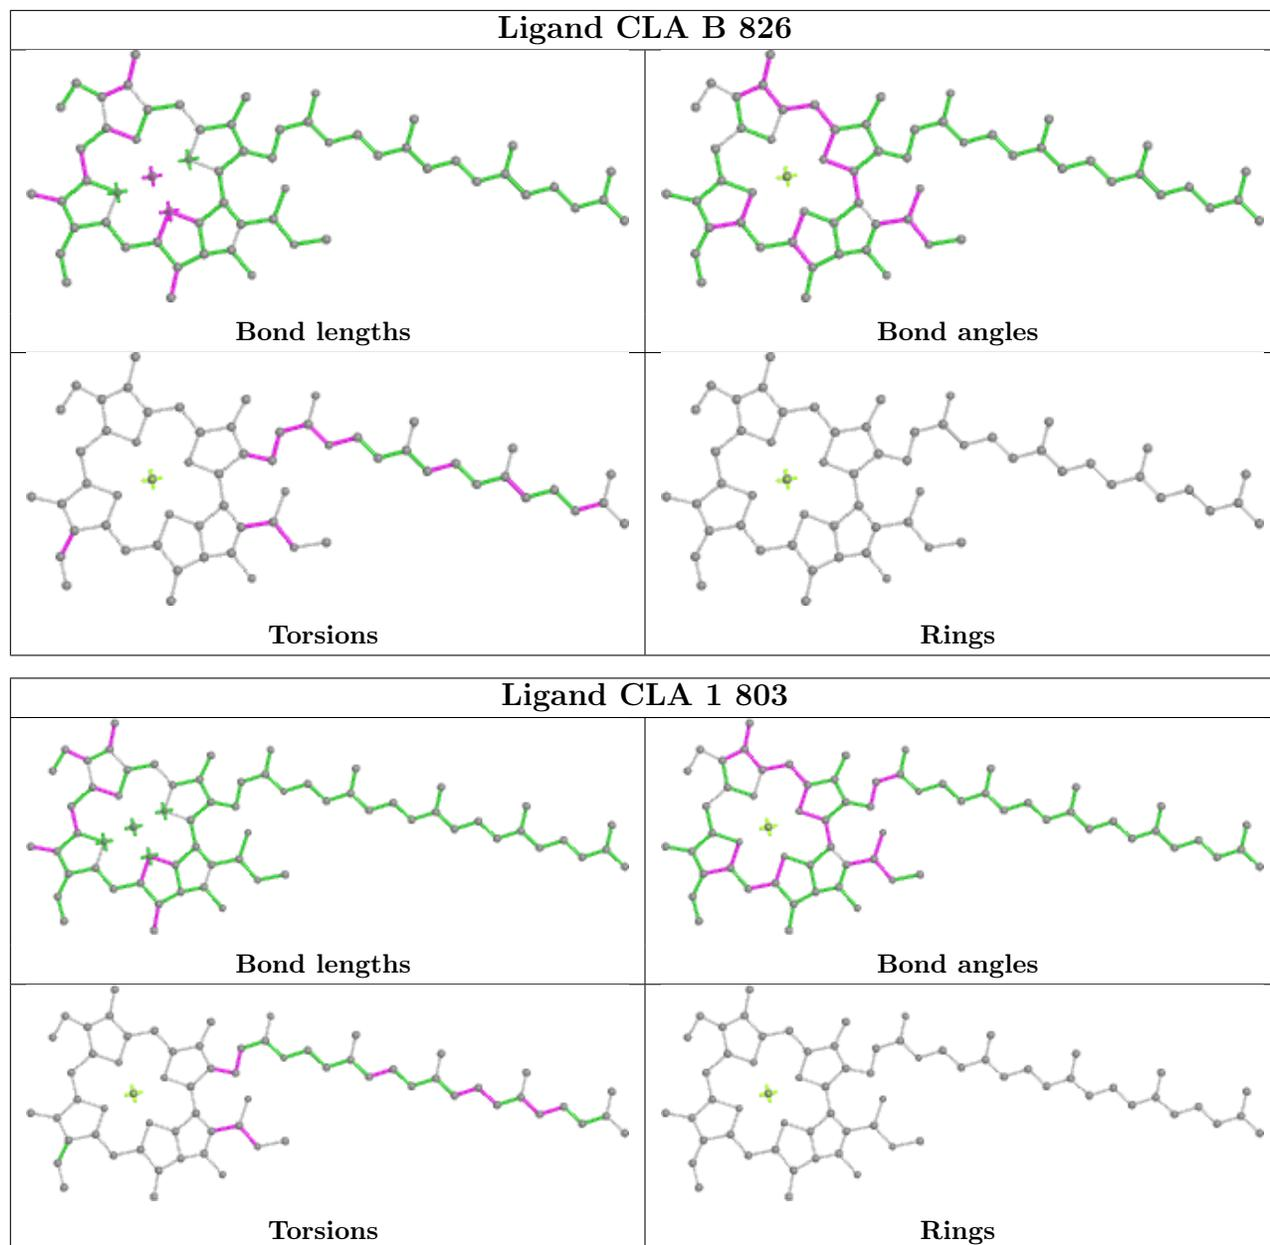 Ligand CLA B 826
Bond lengths
Bond angles
Torsions
Rings
Ligand CLA 1 803
Bond lengths
Bond angles
Torsions
Rings